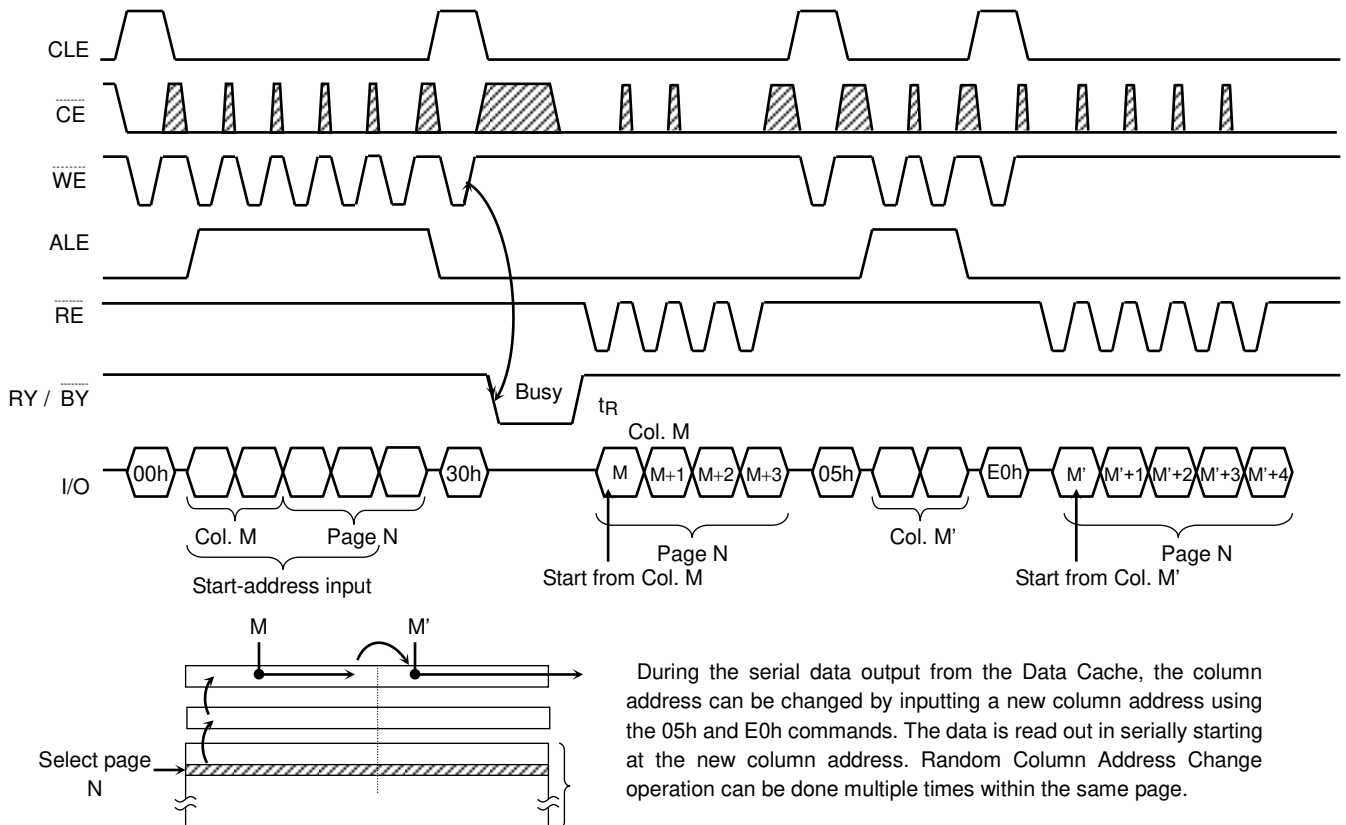 CLE
CE
WE
ALE
RE
RY / BY
Busy
tR
Col. M
I/O
00h
30h
M
M+1
M+2
M+3
05h
E0h
M'
M'+1
M'+2
M'+3
M'+4
Col. M
Page N
Page N
Col. M'
Page N
Start-address input
Start from Col. M
Start from Col. M'
M
M'
Select page
N
During the serial data output from the Data Cache, the column
address can be changed by inputting a new column address using
the 05h and E0h commands. The data is read out in serially starting
at the new column address. Random Column Address Change
operation can be done multiple times within the same page.